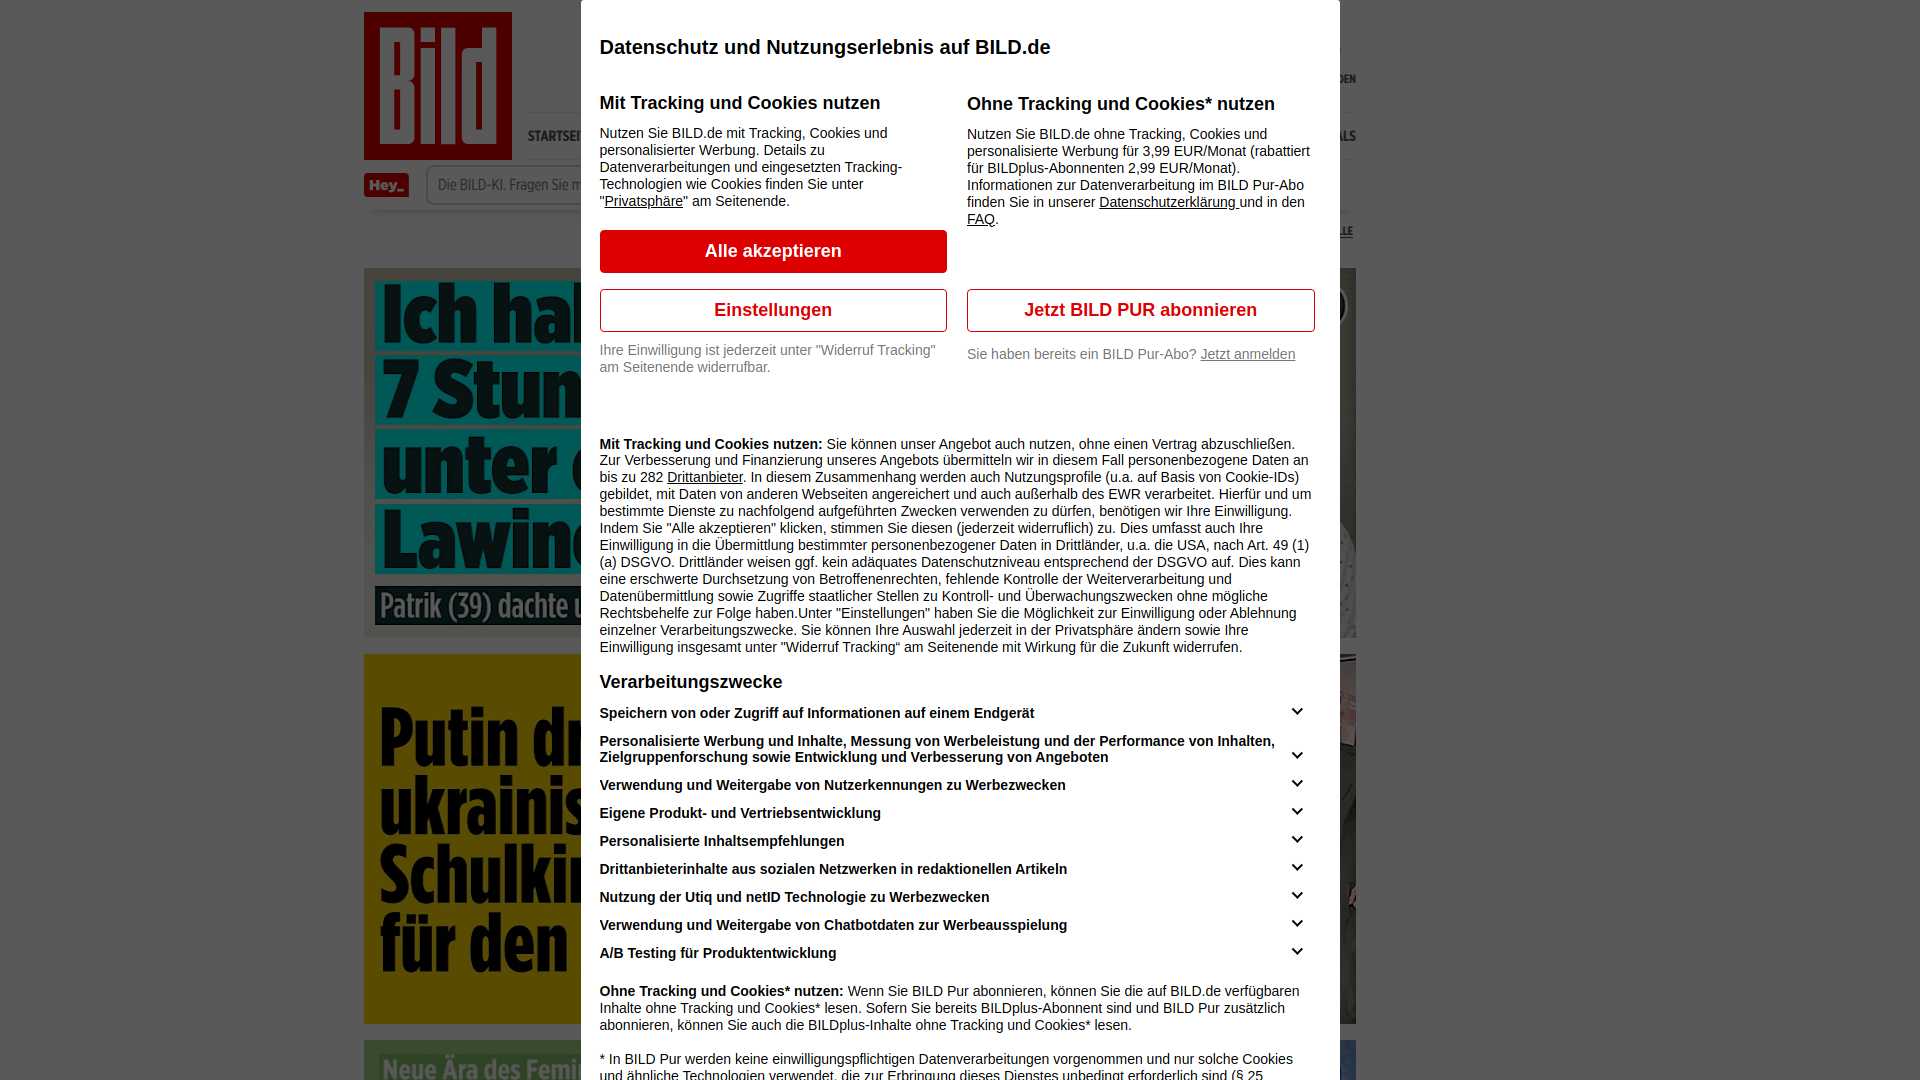 Bild
DEN
STARTSEI
ALS
Hey_
Die BILD-KI. Fragen Sie m
LLE
Ich hal
7 Stun
unter
Lawin
Patrik (39) dachte u
Putin dr
ukrainis
Schulkin
für den
Neue Ära des Femi
Datenschutz und Nutzungserlebnis auf BILD.de
Mit Tracking und Cookies nutzen
Nutzen Sie BILD.de mit Tracking, Cookies und
personalisierter Werbung. Details zu
Datenverarbeitungen und eingesetzten Tracking-
Technologien wie Cookies finden Sie unter
"Privatsphäre" am Seitenende.
Alle akzeptieren
Einstellungen
Ihre Einwilligung ist jederzeit unter "Widerruf Tracking"
am Seitenende widerrufbar.
Ohne Tracking und Cookies* nutzen
Nutzen Sie BILD.de ohne Tracking, Cookies und
personalisierte Werbung für 3,99 EUR/Monat (rabattiert
für BILDplus-Abonnenten 2,99 EUR/Monat).
Informationen zur Datenverarbeitung im BILD Pur-Abo
finden Sie in unserer Datenschutzerklärung und in den
FAQ.
Jetzt BILD PUR abonnieren
Sie haben bereits ein BILD Pur-Abo? Jetzt anmelden
Mit Tracking und Cookies nutzen: Sie können unser Angebot auch nutzen, ohne einen Vertrag abzuschließen.
Zur Verbesserung und Finanzierung unseres Angebots übermitteln wir in diesem Fall personenbezogene Daten an
bis zu 282 Drittanbieter. In diesem Zusammenhang werden auch Nutzungsprofile (u.a. auf Basis von Cookie-IDs)
gebildet, mit Daten von anderen Webseiten angereichert und auch außerhalb des EWR verarbeitet. Hierfür und um
bestimmte Dienste zu nachfolgend aufgeführten Zwecken verwenden zu dürfen, benötigen wir Ihre Einwilligung.
Indem Sie "Alle akzeptieren" klicken, stimmen Sie diesen (jederzeit widerruflich) zu. Dies umfasst auch Ihre
Einwilligung in die Übermittlung bestimmter personenbezogener Daten in Drittländer, u.a. die USA, nach Art. 49 (1)
(a) DSGVO. Drittländer weisen ggf. kein adäquates Datenschutzniveau entsprechend der DSGVO auf. Dies kann
eine erschwerte Durchsetzung von Betroffenenrechten, fehlende Kontrolle der Weiterverarbeitung und
Datenübermittlung sowie Zugriffe staatlicher Stellen zu Kontroll- und Überwachungszwecken ohne mögliche
Rechtsbehelfe zur Folge haben.Unter "Einstellungen" haben Sie die Möglichkeit zur Einwilligung oder Ablehnung
einzelner Verarbeitungszwecke. Sie können Ihre Auswahl jederzeit in der Privatsphäre ändern sowie Ihre
Einwilligung insgesamt unter "Widerruf Tracking“ am Seitenende mit Wirkung für die Zukunft widerrufen.
Verarbeitungszwecke
Speichern von oder Zugriff auf Informationen auf einem Endgerät
Personalisierte Werbung und Inhalte, Messung von Werbeleistung und der Performance von Inhalten,
Zielgruppenforschung sowie Entwicklung und Verbesserung von Angeboten
Verwendung und Weitergabe von Nutzerkennungen zu Werbezwecken
Eigene Produkt- und Vertriebsentwicklung
Personalisierte Inhaltsempfehlungen
Drittanbieterinhalte aus sozialen Netzwerken in redaktionellen Artikeln
Nutzung der Utiq und netID Technologie zu Werbezwecken
Verwendung und Weitergabe von Chatbotdaten zur Werbeausspielung
A/B Testing für Produktentwicklung
Ohne Tracking und Cookies* nutzen: Wenn Sie BILD Pur abonnieren, können Sie die auf BILD.de verfügbaren
Inhalte ohne Tracking und Cookies* lesen. Sofern Sie bereits BILDplus-Abonnent sind und BILD Pur zusätzlich
abonnieren, können Sie auch die BILDplus-Inhalte ohne Tracking und Cookies* lesen.
* In BILD Pur werden keine einwilligungspflichtigen Datenverarbeitungen vorgenommen und nur solche Cookies
und ähnliche Technologien verwendet, die zur Erbringung dieses Dienstes unbedingt erforderlich sind (§ 25